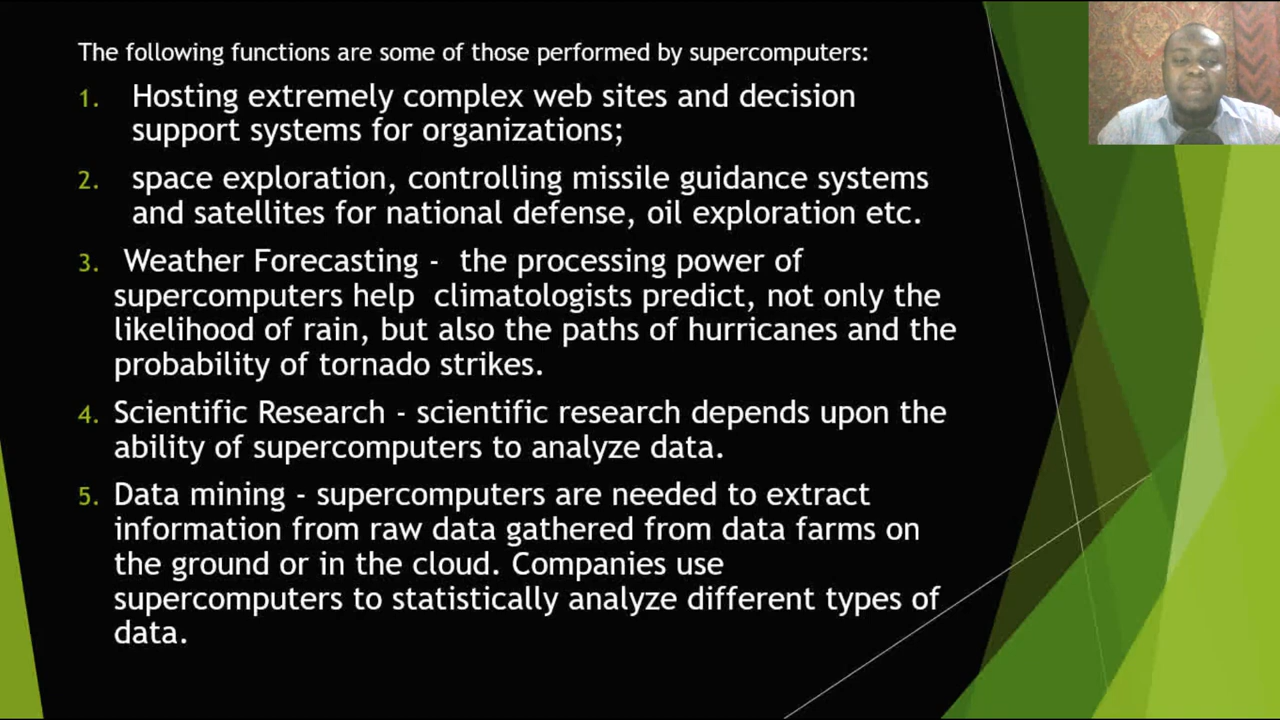 The following functions are some of those performed by supercomputers:
1. Hosting extremely complex web sites and decision
support systems for organizations;
2. space exploration, controlling missile guidance systems
and satellites for national defense, oil exploration etc.
3. Weather Forecasting - the processing power of
supercomputers help climatologists predict, not only the
likelihood of rain, but also the paths of hurricanes and the
probability of tornado strikes.
4. Scientific Research - scientific research depends upon the
ability of supercomputers to analyze data.
5. Data mining - supercomputers are needed to extract
information from raw data gathered from data farms on
the ground or in the cloud. Companies use
supercomputers to statistically analyze different types of
data.